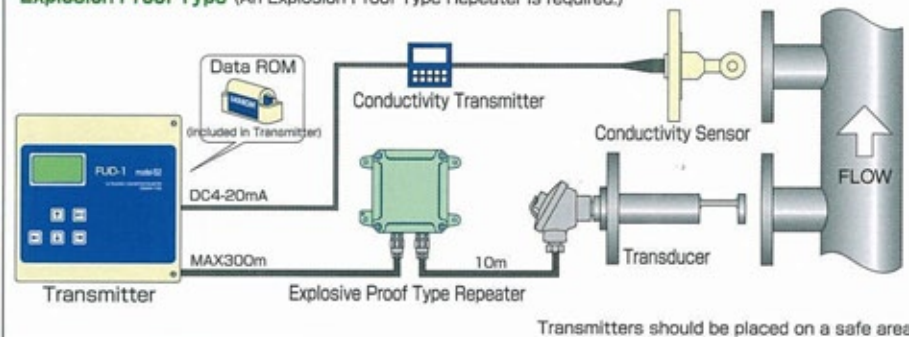 Explosion Proof Type (An Explosion Proof Type Repeater is required.)
Data ROM
(included in Transmitter)
Conductivity Transmitter
Conductivity Sensor
FUD-1 model-52
FLOW
DC4-20mA
MAX300m
10m
Transducer
Transmitter
Explosive Proof Type Repeater
Transmitters should be placed on a safe area